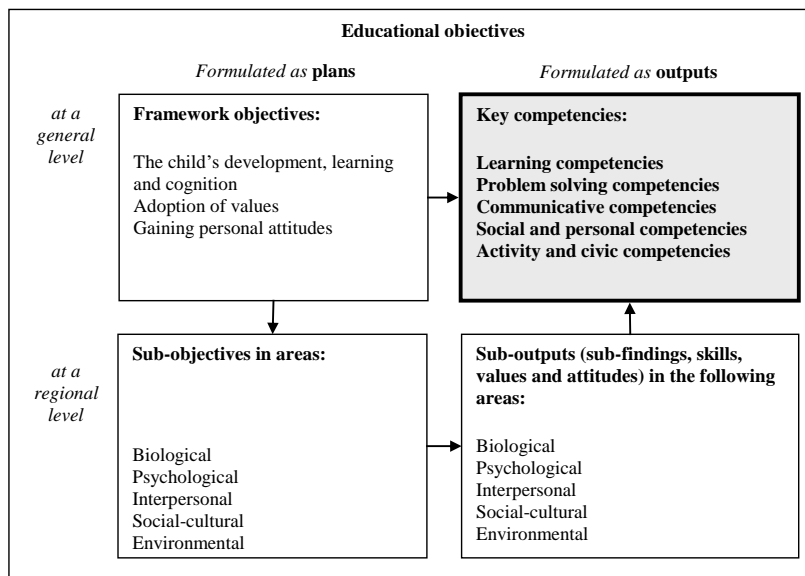 Educational objectives
Formulated as plans
Formulated as outputs
at a
general
level
Framework objectives:
The child’s development, learning
and cognition
Adoption of values
Gaining personal attitudes
Key competencies:
Learning competencies
Problem solving competencies
Communicative competencies
Social and personal competencies
Activity and civic competencies
at a
regional
level
Sub-objectives in areas:
Biological
Psychological
Interpersonal
Social-cultural
Environmental
Sub-outputs (sub-findings, skills,
values and attitudes) in the following
areas:
Biological
Psychological
Interpersonal
Social-cultural
Environmental